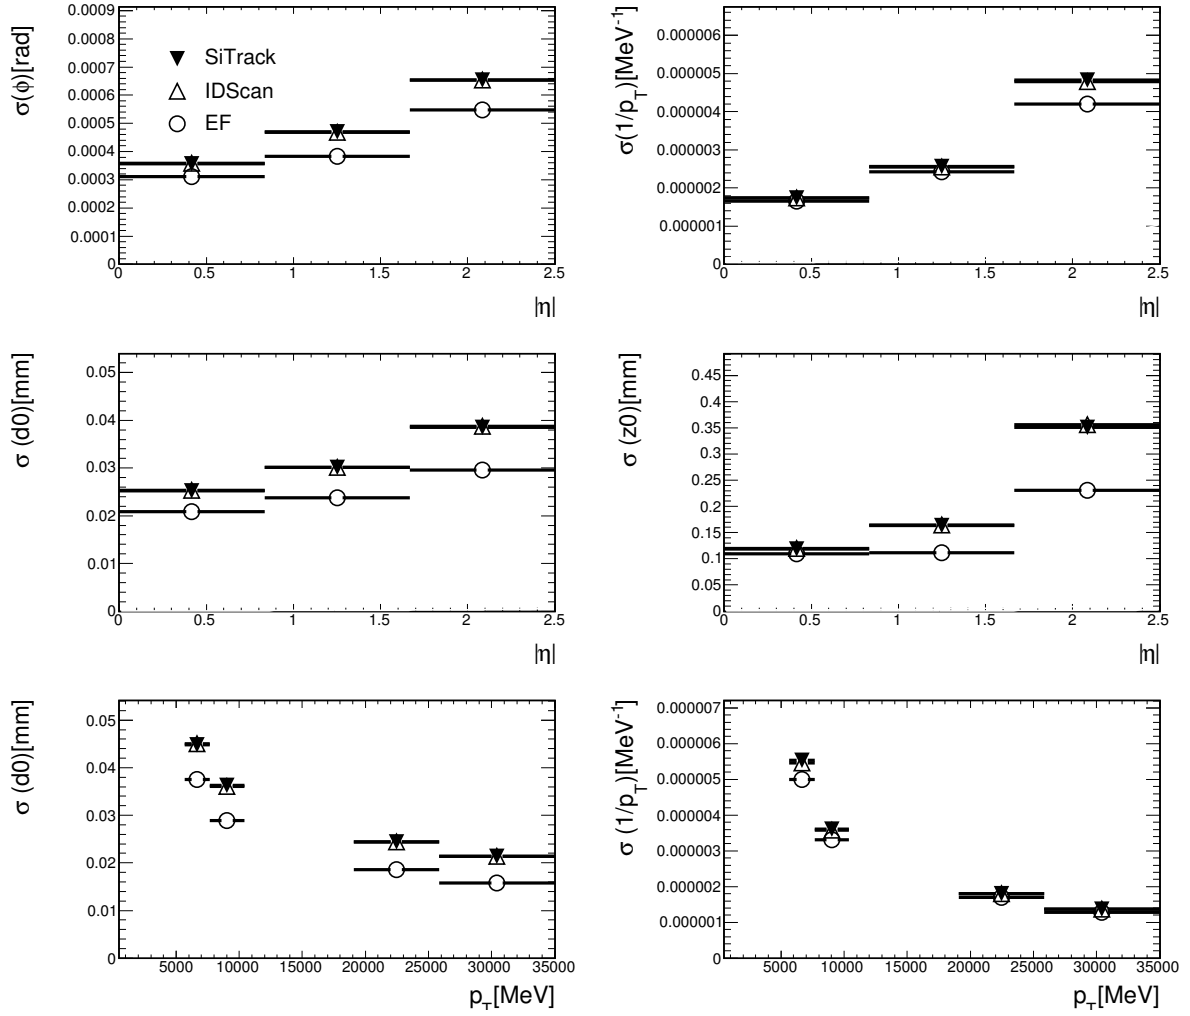 σ(ϕ)[rad]
0.0009
0.0008
0.0007
0.0006
0.0005
0.0004
0.0003
0.0002
0.0001
0
0 0.5 1 1.5 2 2.5
|η|
SiTrack
IDScan
EF
σ(1/p_T)[MeV⁻¹]
0.000006
0.000005
0.000004
0.000003
0.000002
0.000001
0
0 0.5 1 1.5 2 2.5
|η|
σ (d0)[mm]
0.05
0.04
0.03
0.02
0.01
0
0 0.5 1 1.5 2 2.5
|η|
σ (z0)[mm]
0.45
0.4
0.35
0.3
0.25
0.2
0.15
0.1
0.05
0
0 0.5 1 1.5 2 2.5
|η|
σ (d0)[mm]
0.05
0.04
0.03
0.02
0.01
0
5000 10000 15000 20000 25000 30000 35000
p_T[MeV]
σ (1/p_T)[MeV⁻¹]
0.000007
0.000006
0.000005
0.000004
0.000003
0.000002
0.000001
0
5000 10000 15000 20000 25000 30000 35000
p_T[MeV]